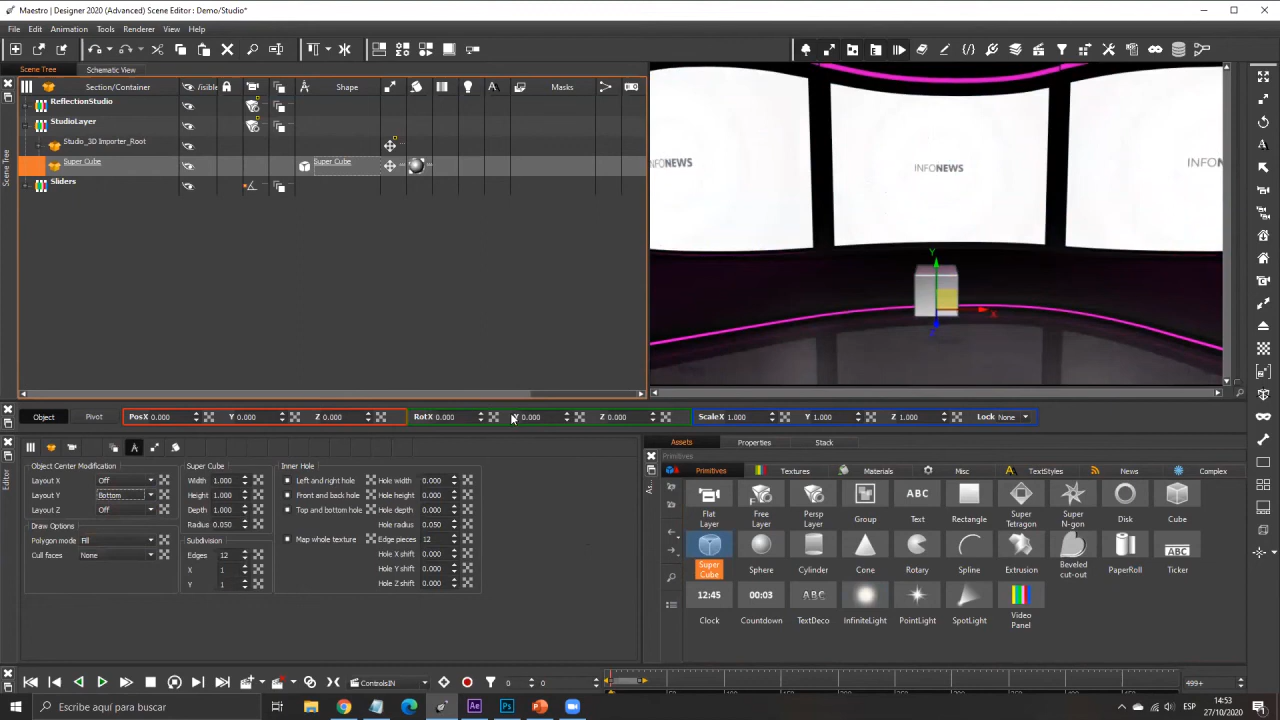 Maestro | Designer 2020 (Advanced) Scene Editor : Demo/Studio*
File Edit Animation Tools Renderer View Help
Scene Tree Schematic View
Section/Container Visible Shape Masks
ReflectionStudio
StudioLayer
Studio_3D Importer_Root
Super Cube Super Cube
Sliders
Scene Tree
INFONEWS
INFONEWS
INFON
Y
X
Z
Object Pivot PosX 0.000 Y 0.000 Z 0.000 RotX 0.000 Y 0.000 Z 0.000 ScaleX 1.000 Y 1.000 Z 1.000 Lock None
Editor
Object Center Modification
Layout X Off
Layout Y Bottom
Layout Z Off
Draw Options
Polygon mode Fill
Cull faces None
Super Cube
Width 1.000
Height 1.000
Depth 1.000
Radius 0.050
Subdivision
Edges 12
X 1
Y 1
Inner Hole
Left and right hole Hole width 0.000
Front and back hole Hole height 0.000
Top and bottom hole Hole depth 0.000
Hole radius 0.050
Map whole texture Edge pieces 12
Hole X shift 0.000
Hole Y shift 0.000
Hole Z shift 0.000
Assets Properties Stack
Primitives
As...
Primitives Textures Materials Misc TextStyles News Complex
Flat Layer
Free Layer
Persp Layer
Group
ABC
Text
Rectangle
Super Tetragon
Super N-gon
Disk
Cube
Super Cube
Sphere
Cylinder
Cone
Rotary
Spline
Extrusion
Beveled cut-out
PaperRoll
ABC
Ticker
12:45
Clock
00:03
Countdown
ABC
TextDeco
InfiniteLight
PointLight
SpotLight
Video Panel
ControlsIN 0 0 499+
Escribe aquí para buscar
ESP
14:53
27/10/2020